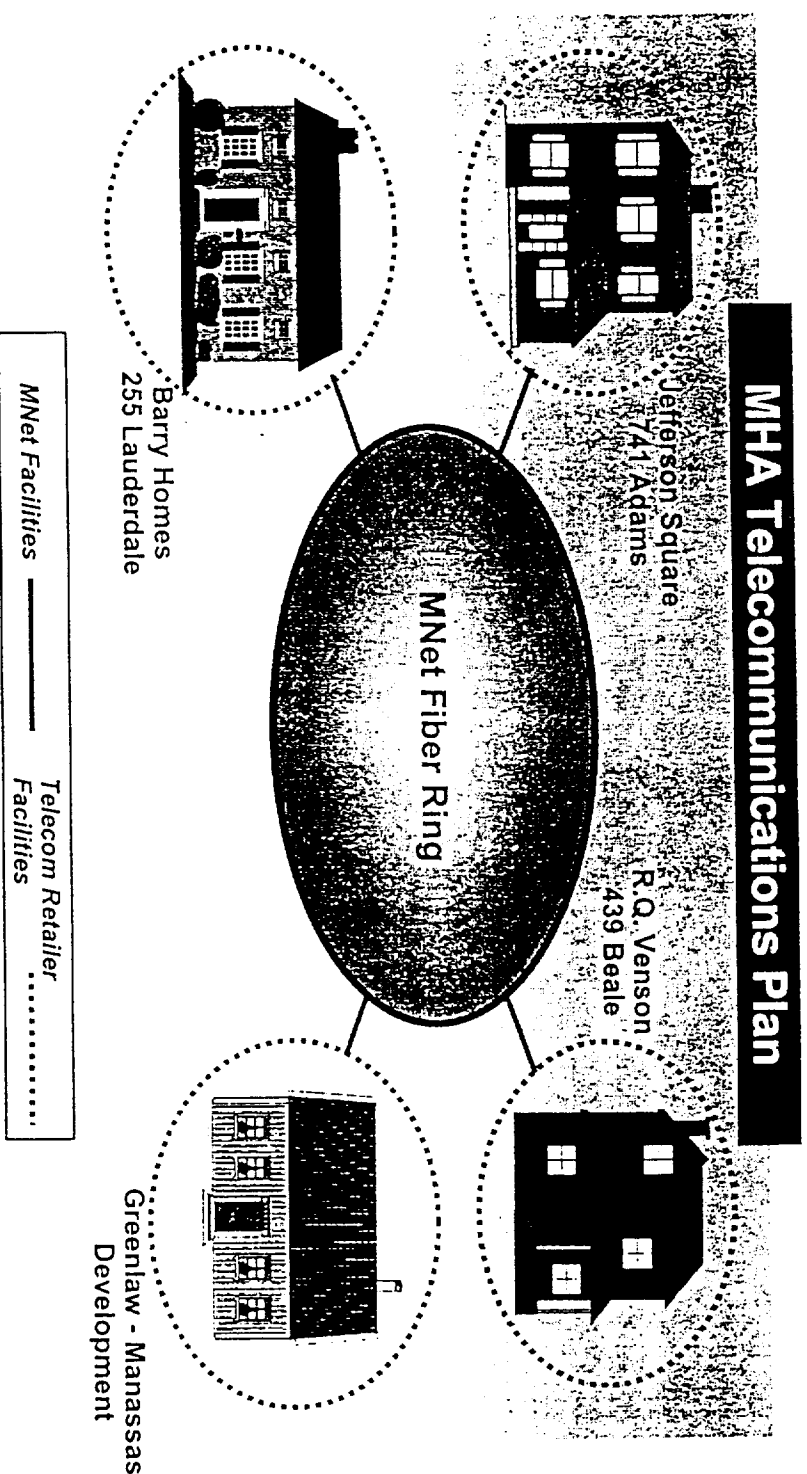 MHA Telecommunications Plan
Jefferson Square
741 Adams
R.Q. Venson
439 Beale
MNet Fiber Ring
Barry Homes
255 Lauderdale
Greenlaw - Manassas
Development
MNet Facilities
Telecom Retailer
Facilities